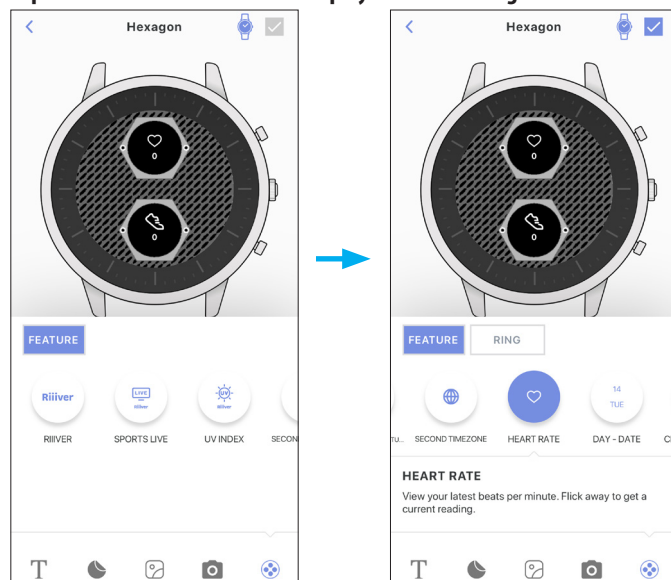 Hexagon
0
0
FEATURE
Riiiver
LIVE
Riiiver
UV
Riiiver
RIIIVER
SPORTS LIVE
UV INDEX
SECON
T
Hexagon
0
0
FEATURE
RING
14
TUE
TU...
SECOND TIMEZONE
HEART RATE
DAY - DATE
HEART RATE
View your latest beats per minute. Flick away to get a
current reading.
T